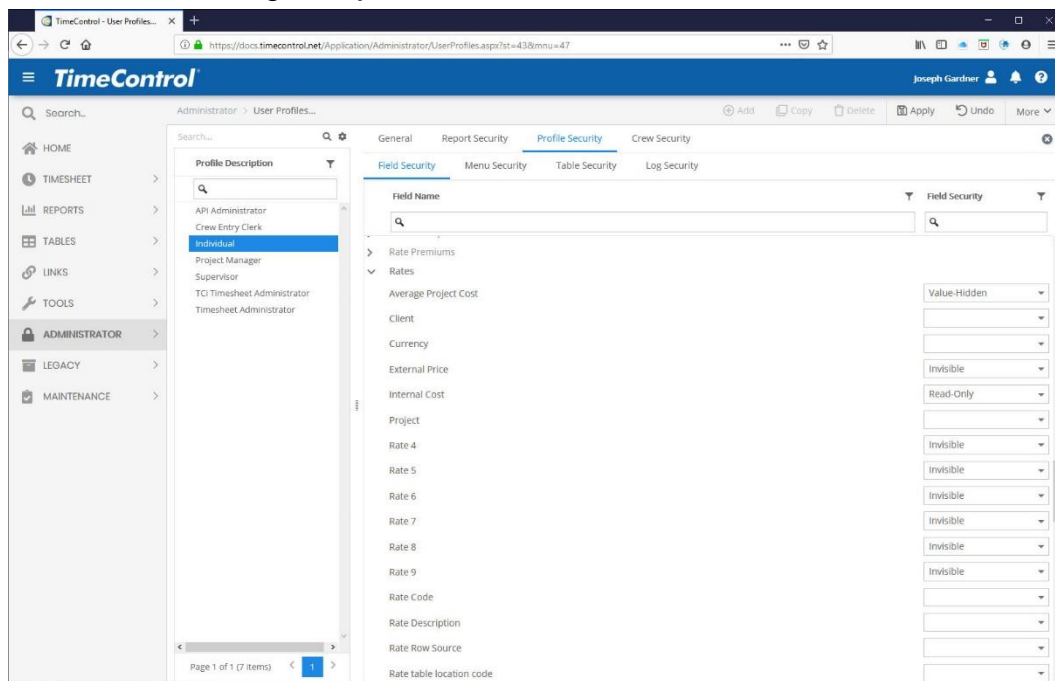 TimeControl - User Profiles...
https://docs.timecontrol.net/Application/Administrator/UserProfiles.aspx?st=43&mnu=47
TimeControl
Joseph Gardner
Search...
HOME
TIMESHEET
REPORTS
TABLES
LINKS
TOOLS
ADMINISTRATOR
LEGACY
MAINTENANCE
Administrator > User Profiles...
Add Copy Delete Apply Undo More
Search...
Profile Description
API Administrator
Crew Entry Clerk
Individual
Project Manager
Supervisor
TCi Timesheet Administrator
Timesheet Administrator
Page 1 of 1 (7 items) < 1 >
General Report Security Profile Security Crew Security
Field Security Menu Security Table Security Log Security
Field Name Field Security
Rate Premiums
Rates
Average Project Cost Value-Hidden
Client
Currency
External Price Invisible
Internal Cost Read-Only
Project
Rate 4 Invisible
Rate 5 Invisible
Rate 6 Invisible
Rate 7 Invisible
Rate 8 Invisible
Rate 9 Invisible
Rate Code
Rate Description
Rate Row Source
Rate table location code